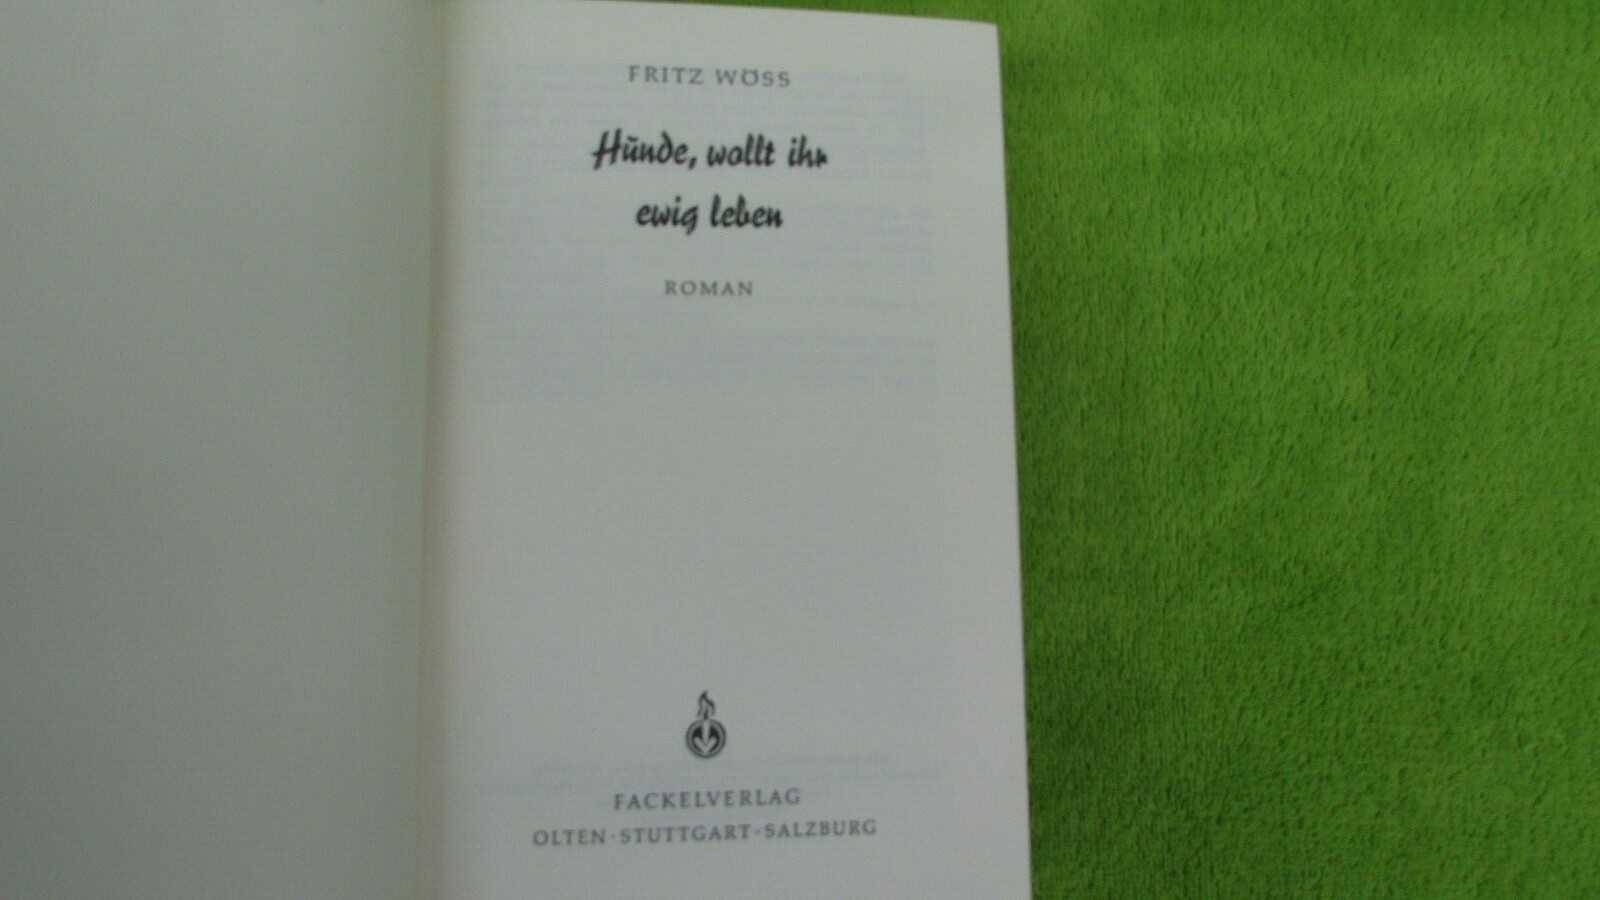 FRITZ WÖSS
Hunde, wollt ihr
ewig leben
ROMAN
FACKELVERLAG
OLTEN · STUTTGART · SALZBURG